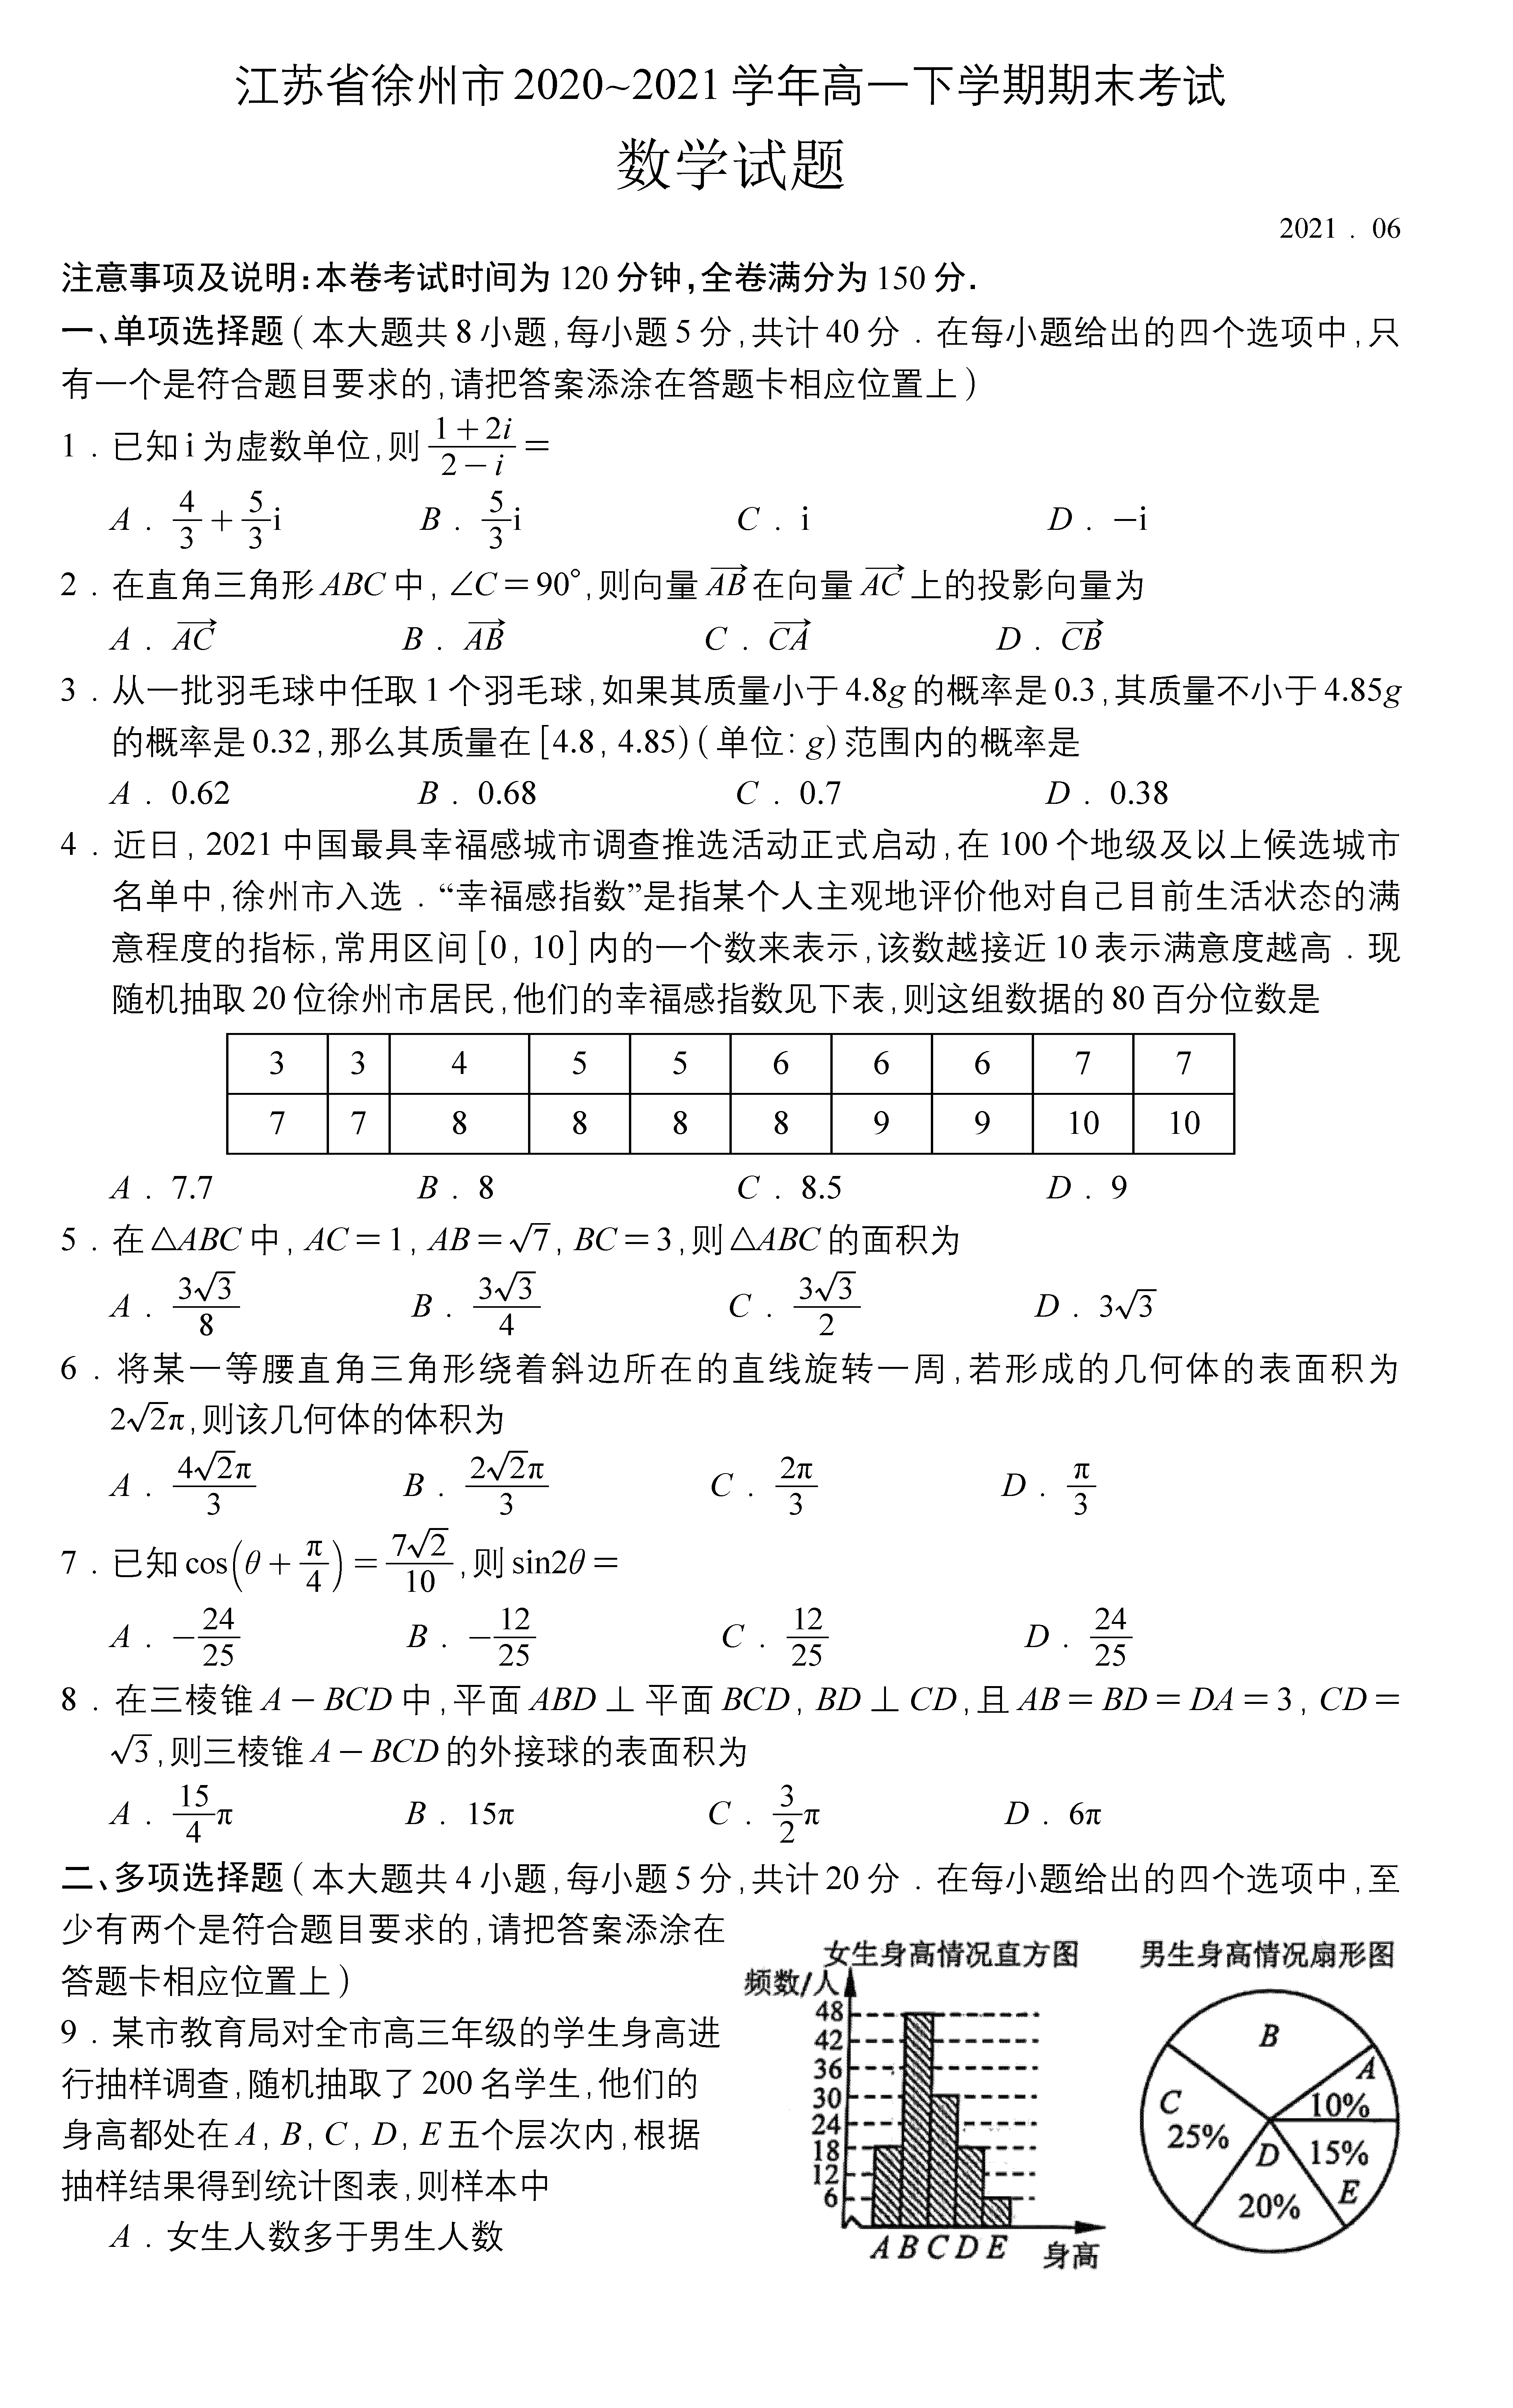 江苏省徐州市2020~2021学年高一下学期期末考试
数学试题
2021．06
注意事项及说明:本卷考试时间为120分钟,全卷满分为150分.
一、单项选择题(本大题共8小题,每小题5分,共计40分．在每小题给出的四个选项中,只
有一个是符合题目要求的,请把答案添涂在答题卡相应位置上)
1．已知i为虚数单位,则$\frac{1+2i}{2-i}$=
A．$\frac{4}{3}+\frac{5}{3}$i B．$\frac{5}{3}$i C．i D．-i
2．在直角三角形ABC中,∠C=90°,则向量$\overrightarrow{AB}$在向量$\overrightarrow{AC}$上的投影向量为
A．$\overrightarrow{AC}$ B．$\overrightarrow{AB}$ C．$\overrightarrow{CA}$ D．$\overrightarrow{CB}$
3．从一批羽毛球中任取1个羽毛球,如果其质量小于4.8g的概率是0.3,其质量不小于4.85g
的概率是0.32,那么其质量在[4.8, 4.85)(单位: g)范围内的概率是
A．0.62 B．0.68 C．0.7 D．0.38
4．近日, 2021中国最具幸福感城市调查推选活动正式启动,在100个地级及以上候选城市
名单中,徐州市入选．“幸福感指数”是指某个人主观地评价他对自己目前生活状态的满
意程度的指标,常用区间[0, 10]内的一个数来表示,该数越接近10表示满意度越高．现
随机抽取20位徐州市居民,他们的幸福感指数见下表,则这组数据的80百分位数是
3 3 4 5 5 6 6 6 7 7
7 7 8 8 8 8 9 9 10 10
A．7.7 B．8 C．8.5 D．9
5．在△ABC中, AC=1, AB=$\sqrt{7}$, BC=3,则△ABC的面积为
A．$\frac{3\sqrt{3}}{8}$ B．$\frac{3\sqrt{3}}{4}$ C．$\frac{3\sqrt{3}}{2}$ D．3$\sqrt{3}$
6．将某一等腰直角三角形绕着斜边所在的直线旋转一周,若形成的几何体的表面积为
2$\sqrt{2}$π,则该几何体的体积为
A．$\frac{4\sqrt{2}π}{3}$ B．$\frac{2\sqrt{2}π}{3}$ C．$\frac{2π}{3}$ D．$\frac{π}{3}$
7．已知cos(θ+$\frac{π}{4}$)=$\frac{7\sqrt{2}}{10}$,则sin2θ=
A．-$\frac{24}{25}$ B．-$\frac{12}{25}$ C．$\frac{12}{25}$ D．$\frac{24}{25}$
8．在三棱锥A-BCD中,平面ABD⊥平面BCD, BD⊥CD,且AB=BD=DA=3, CD=
$\sqrt{3}$,则三棱锥A-BCD的外接球的表面积为
A．$\frac{15}{4}$π B．15π C．$\frac{3}{2}$π D．6π
二、多项选择题(本大题共4小题,每小题5分,共计20分．在每小题给出的四个选项中,至
少有两个是符合题目要求的,请把答案添涂在
答题卡相应位置上)
9．某市教育局对全市高三年级的学生身高进
行抽样调查,随机抽取了200名学生,他们的
身高都处在A, B, C, D, E五个层次内,根据
抽样结果得到统计图表,则样本中
A．女生人数多于男生人数
女生身高情况直方图
频数/人
48
42
36
30
24
18
12
6
A B C D E
身高
男生身高情况扇形图
B
A
10%
C
25%
D
20%
15%
E